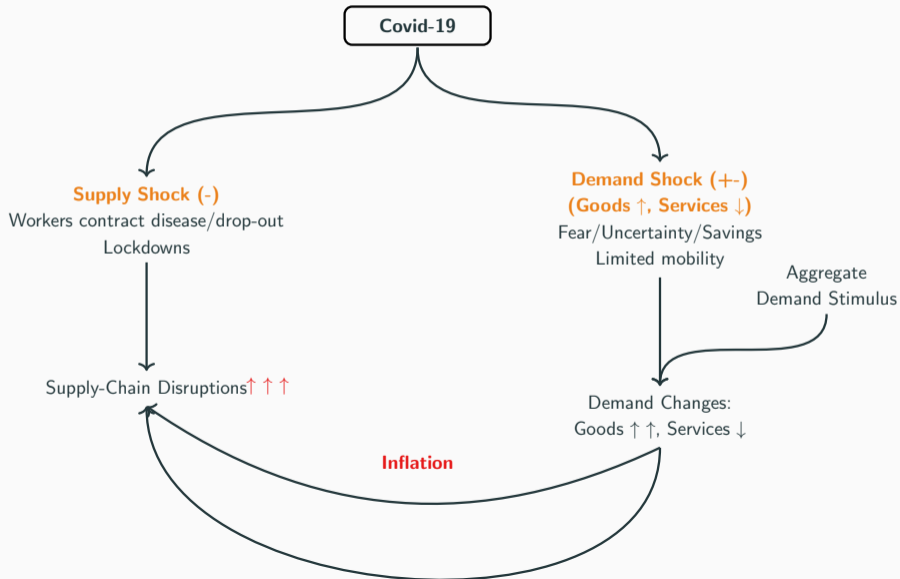 Covid-19
Supply Shock (-)
Workers contract disease/drop-out
Lockdowns
Demand Shock (+-)
(Goods ↑, Services ↓)
Fear/Uncertainty/Savings
Limited mobility
Aggregate
Demand Stimulus
Supply-Chain Disruptions↑ ↑ ↑
Demand Changes:
Goods ↑ ↑, Services ↓
Inflation